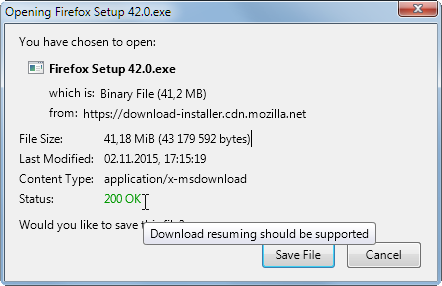 Opening Firefox Setup 42.0.exe
You have chosen to open:
Firefox Setup 42.0.exe
which is: Binary File (41,2 MB)
from: https://download-installer.cdn.mozilla.net
File Size: 41,18 MiB (43 179 592 bytes)
Last Modified: 02.11.2015, 17:15:19
Content Type: application/x-msdownload
Status: 200 OK
Would you like to save this file?
Download resuming should be supported
Save File Cancel